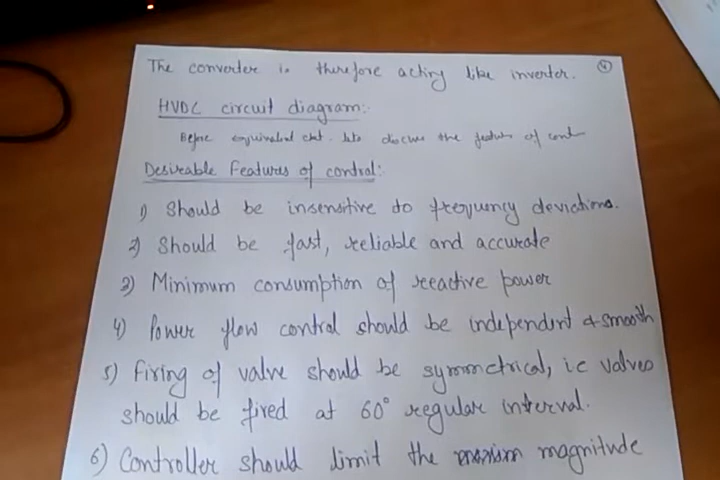 The converter is therefore acting like inverter. 4
HVDC circuit diagram:
Before equivalent ckt. lets discuss the feature of cont
Desirable Features of control:
1) Should be insensitive to frequency deviations.
2) Should be fast, reliable and accurate
3) Minimum consumption of reactive power
4) Power flow control should be independent & smooth
5) Firing of valve should be symmetrical, i.e valves
should be fired at 60° regular interval.
6) Controller should limit the magnitude